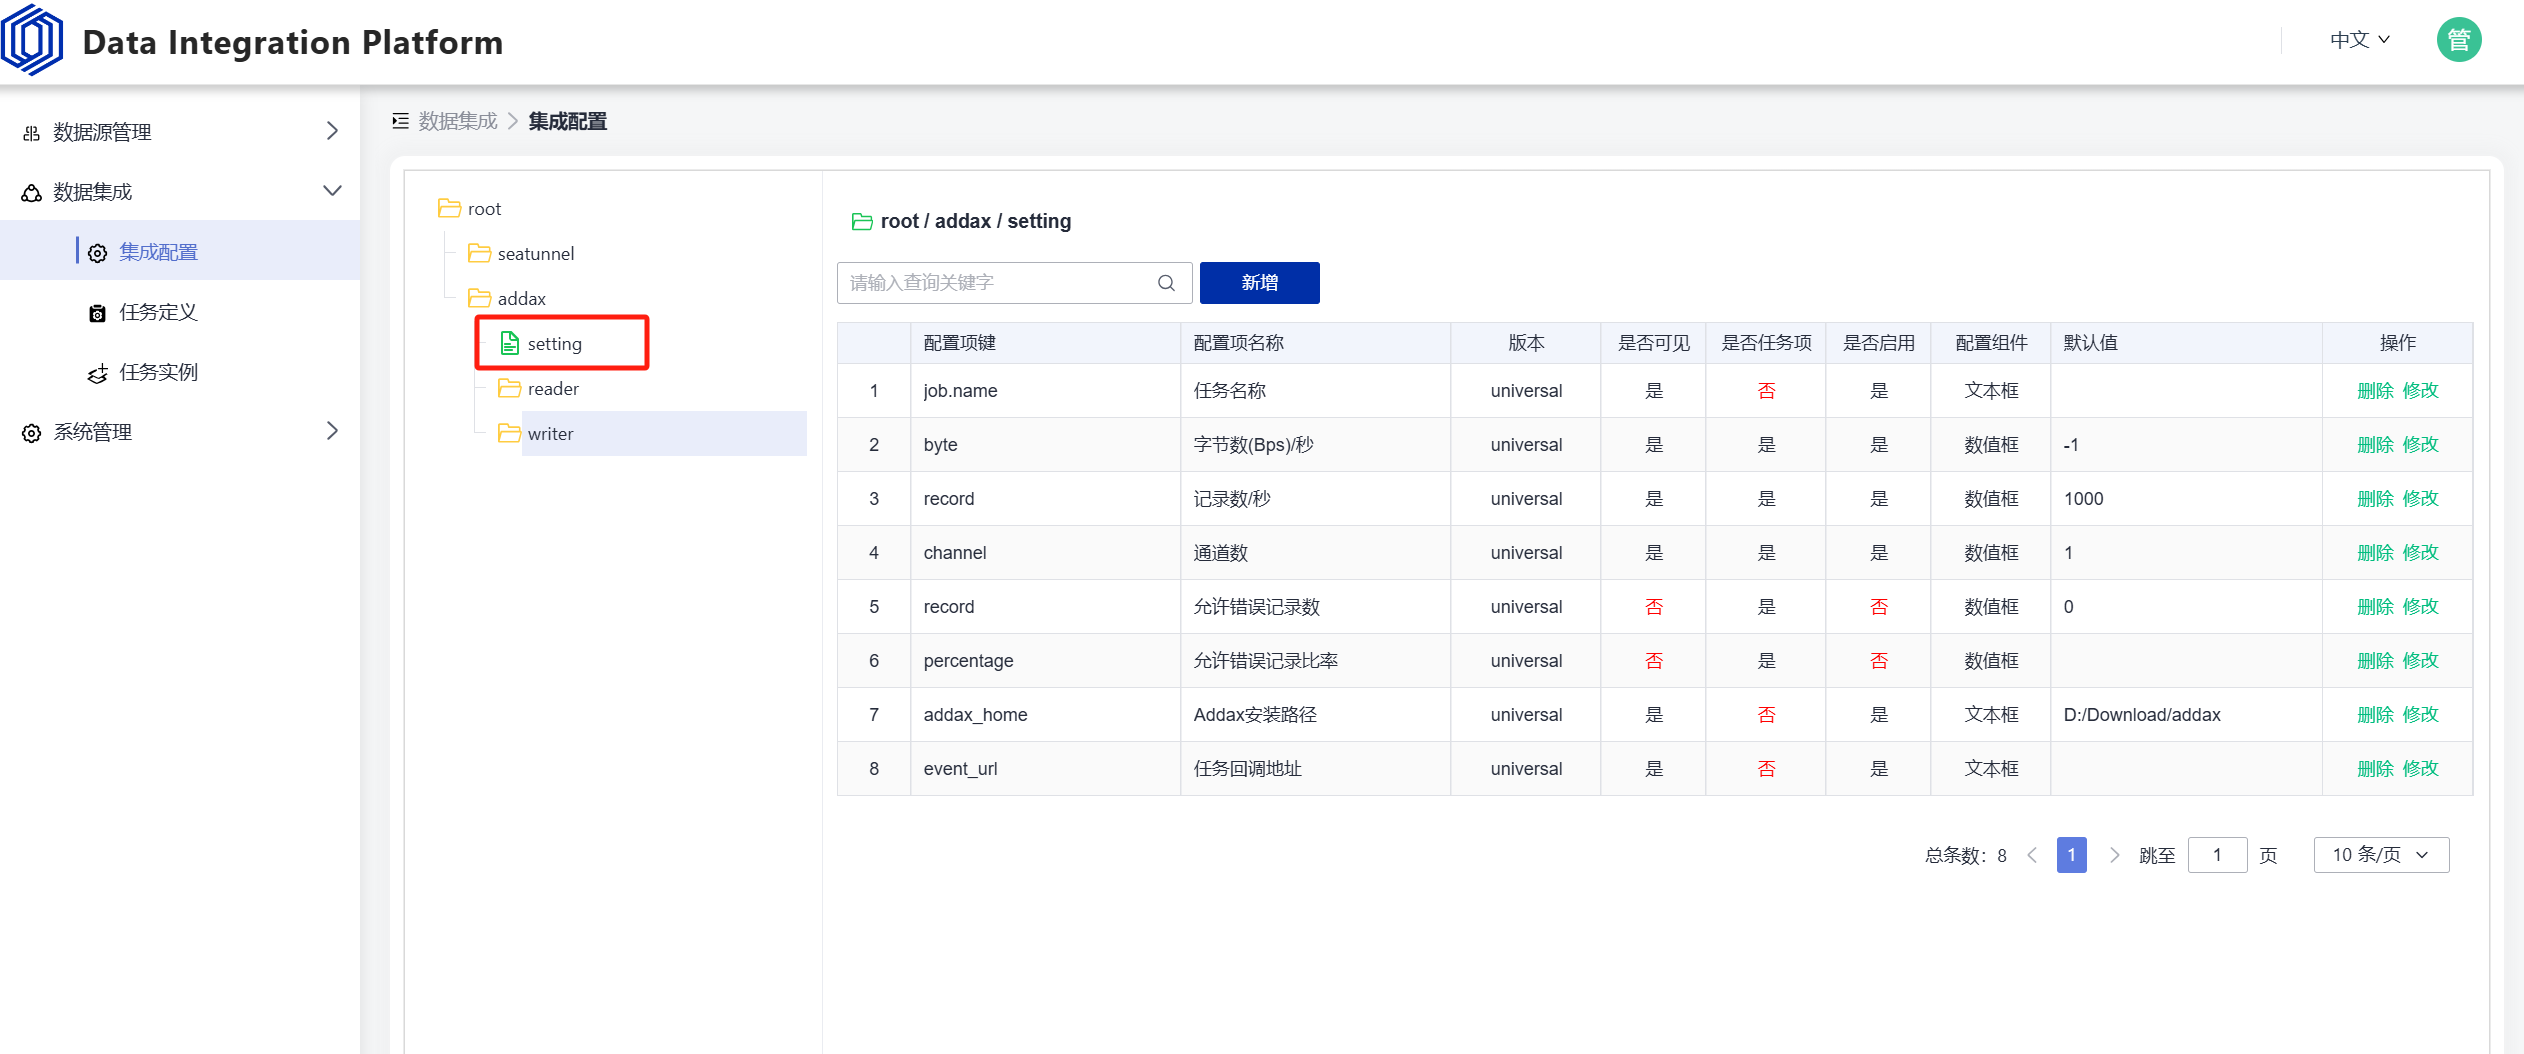 Data Integration Platform
中文
管
数据源管理
数据集成
集成配置
任务定义
任务实例
系统管理
数据集成 集成配置
root
seatunnel
addax
setting
reader
writer
root / addax / setting
请输入查询关键字 新增
配置项键 配置项名称 版本 是否可见 是否任务项 是否启用 配置组件 默认值 操作
1 job.name 任务名称 universal 是 否 是 文本框 删除 修改
2 byte 字节数(Bps)/秒 universal 是 是 是 数值框 -1 删除 修改
3 record 记录数/秒 universal 是 是 是 数值框 1000 删除 修改
4 channel 通道数 universal 是 是 是 数值框 1 删除 修改
5 record 允许错误记录数 universal 否 是 否 数值框 0 删除 修改
6 percentage 允许错误记录比率 universal 否 是 否 数值框 删除 修改
7 addax_home Addax安装路径 universal 是 否 是 文本框 D:/Download/addax 删除 修改
8 event_url 任务回调地址 universal 是 否 是 文本框 删除 修改
总条数：8 1 跳至 1 页 10 条/页